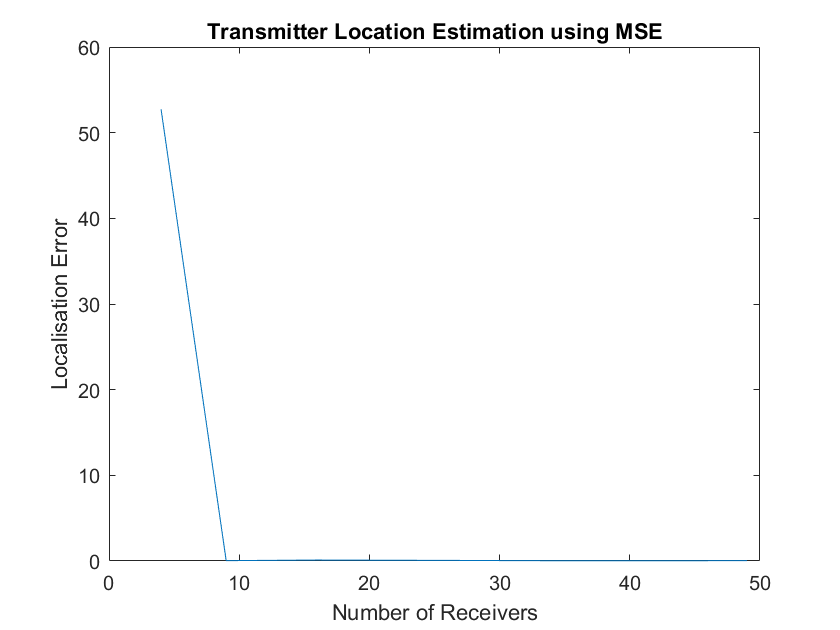 Transmitter Location Estimation using MSE
60
50
40
30
20
10
0
Localisation Error
0 10 20 30 40 50
Number of Receivers